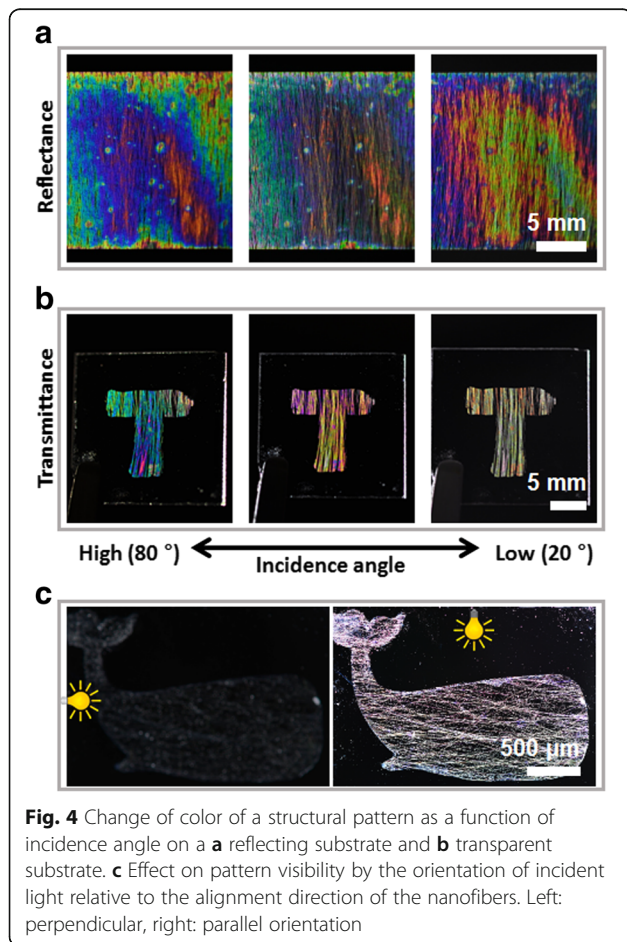 a
Reflectance
5 mm
b
Transmittance
5 mm
High (80 °)
Incidence angle
Low (20 °)
c
500 µm
Fig. 4 Change of color of a structural pattern as a function of
incidence angle on a a reflecting substrate and b transparent
substrate. c Effect on pattern visibility by the orientation of incident
light relative to the alignment direction of the nanofibers. Left:
perpendicular, right: parallel orientation